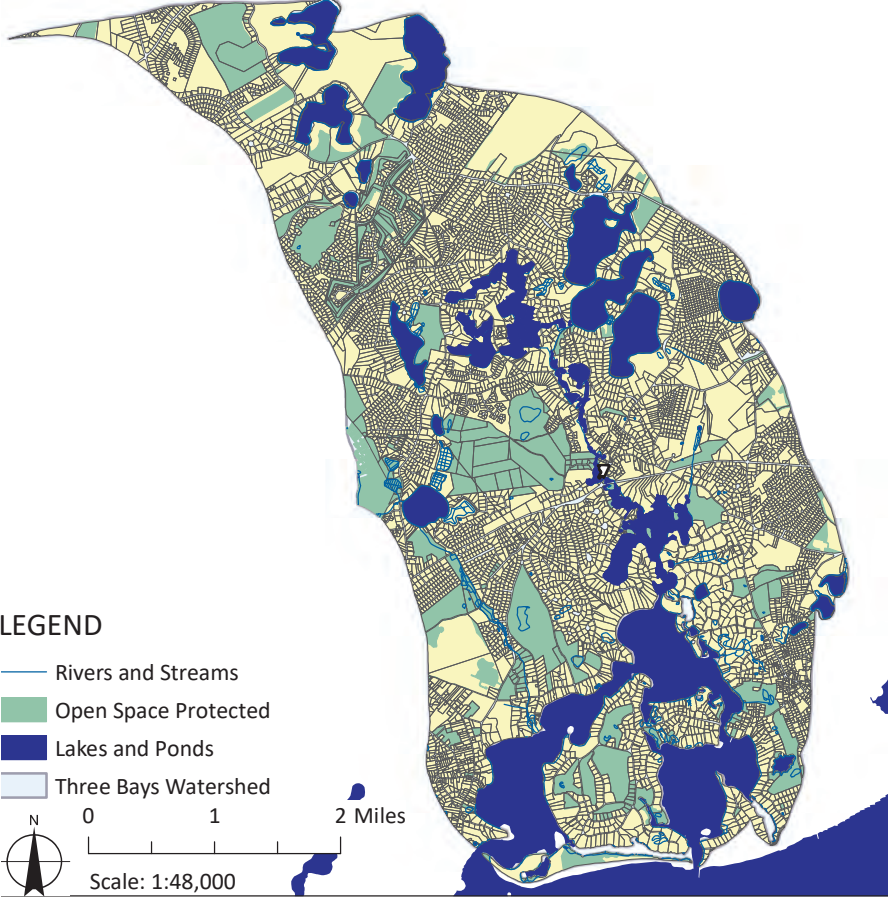 7
LEGEND
Rivers and Streams
Open Space Protected
Lakes and Ponds
Three Bays Watershed
N
0 1 2 Miles
Scale: 1:48,000